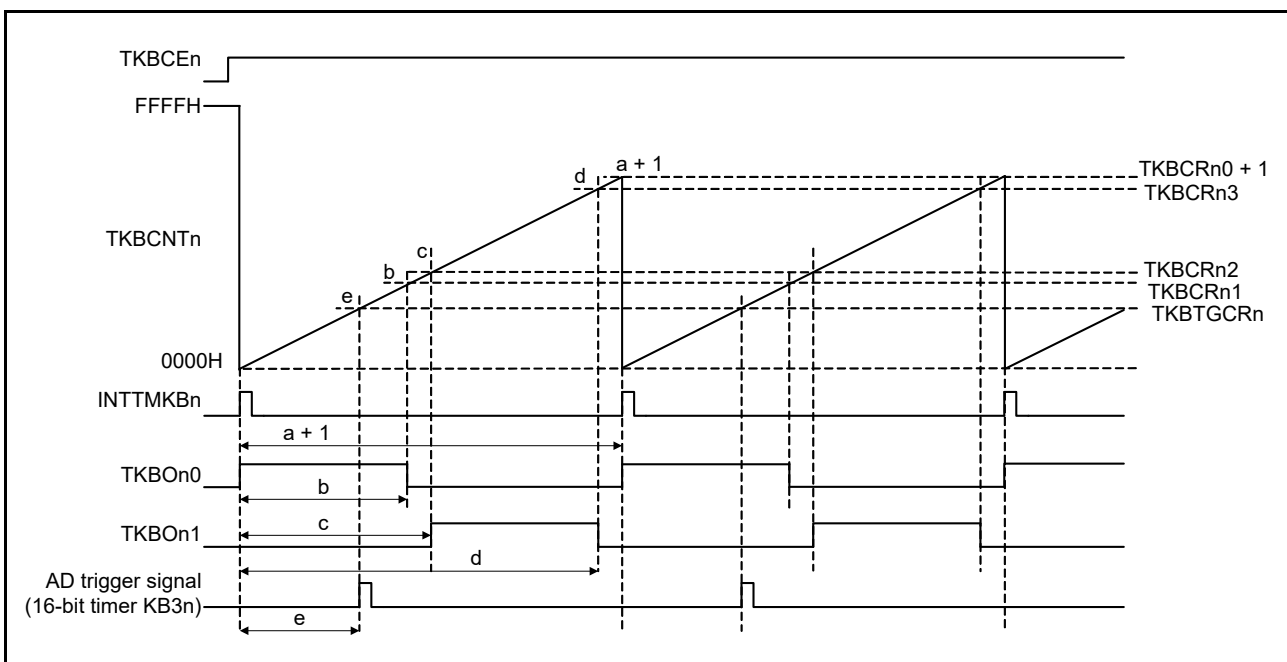 TKBCEn
FFFFH
a + 1
TKBCRn0 + 1
d
TKBCRn3
TKBCNTn
c
TKBCRn2
b
TKBCRn1
e
TKBTGCRn
0000H
INTTMKBn
a + 1
TKBOn0
b
TKBOn1
c
d
AD trigger signal
(16-bit timer KB3n)
e